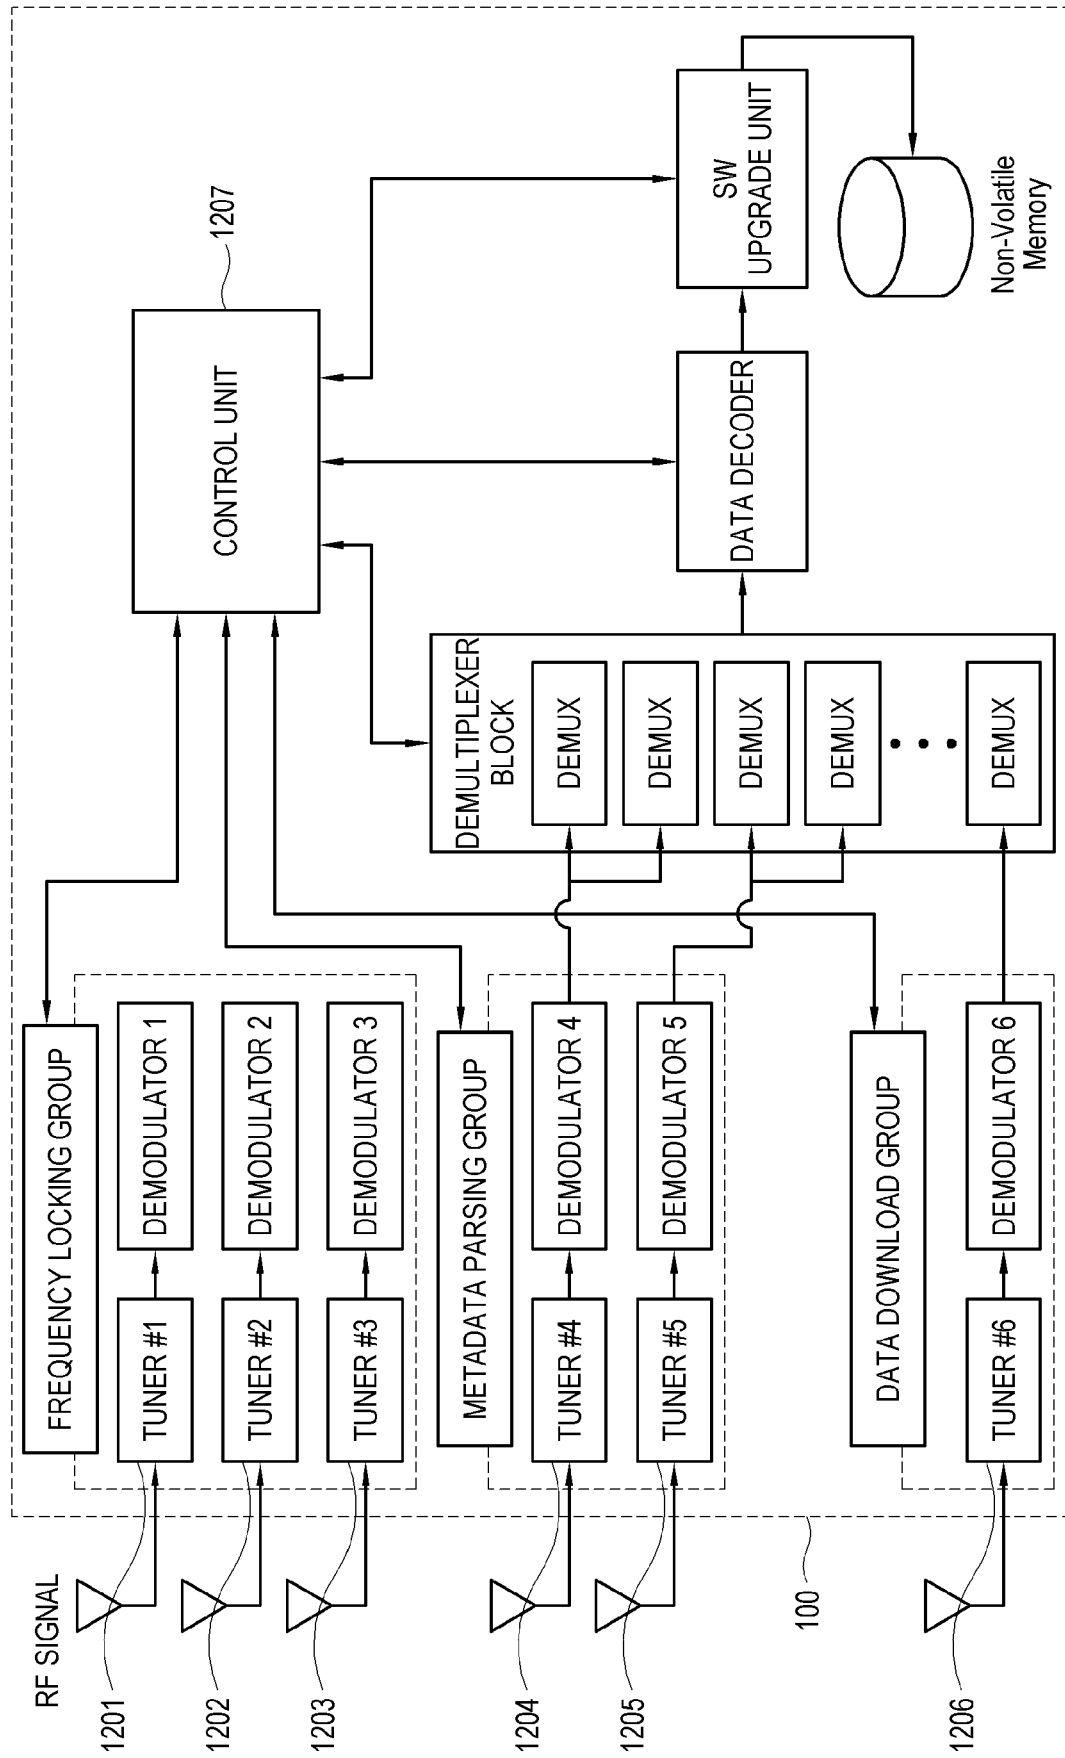 RF SIGNAL
1201
1202
1203
1204
1205
1206
100
FREQUENCY LOCKING GROUP
TUNER #1
DEMODULATOR 1
TUNER #2
DEMODULATOR 2
TUNER #3
DEMODULATOR 3
METADATA PARSING GROUP
TUNER #4
DEMODULATOR 4
TUNER #5
DEMODULATOR 5
DATA DOWNLOAD GROUP
TUNER #6
DEMODULATOR 6
DEMULTIPLEXER
BLOCK
DEMUX
DEMUX
DEMUX
DEMUX
DEMUX
CONTROL UNIT
1207
DATA DECODER
SW
UPGRADE UNIT
Non-Volatile
Memory